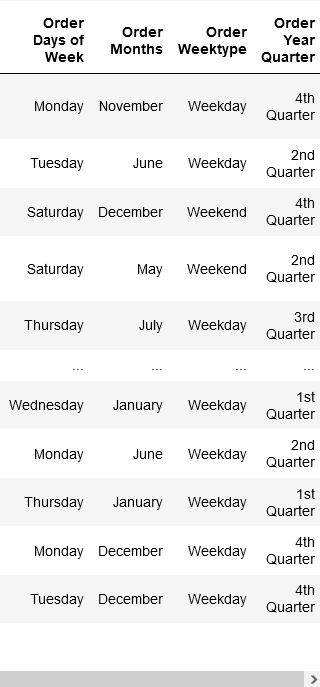 Order Days of Week Order Months Order Weektype Order Year Quarter
Monday November Weekday 4th Quarter
Tuesday June Weekday 2nd Quarter
Saturday December Weekend 4th Quarter
Saturday May Weekend 2nd Quarter
Thursday July Weekday 3rd Quarter
... ... ... ...
Wednesday January Weekday 1st Quarter
Monday June Weekday 2nd Quarter
Thursday January Weekday 1st Quarter
Monday December Weekday 4th Quarter
Tuesday December Weekday 4th Quarter